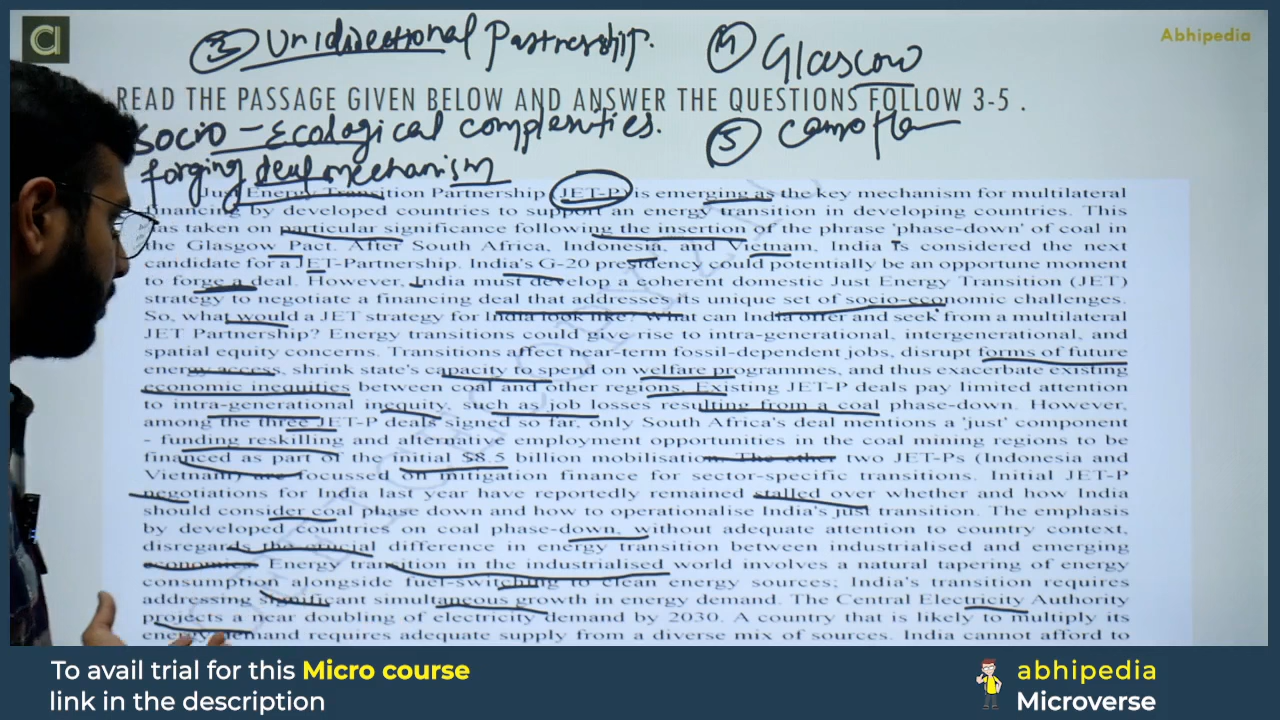 a
Abhipedia
③ Unidirectional Partnership.
④ Glascow
READ THE PASSAGE GIVEN BELOW AND ANSWER THE QUESTIONS FOLLOW 3-5 .
Socio - Ecological complexities.
⑤
forging deaf mechanism
Just Energy Transition Partnership (JET-P) is emerging as the key mechanism for multilateral
financing by developed countries to support an energy transition in developing countries. This
has taken on particular significance following the insertion of the phrase 'phase-down' of coal in
the Glasgow Pact. After South Africa, Indonesia, and Vietnam, India is considered the next
candidate for a JET-Partnership. India's G-20 presidency could potentially be an opportune moment
to forge a deal. However, India must develop a coherent domestic Just Energy Transition (JET)
strategy to negotiate a financing deal that addresses its unique set of socio-economic challenges.
So, what would a JET strategy for India look like? What can India offer and seek from a multilateral
JET Partnership? Energy transitions could give rise to intra-generational, intergenerational, and
spatial equity concerns. Transitions affect near-term fossil-dependent jobs, disrupt forms of future
energy access, shrink state's capacity to spend on welfare programmes, and thus exacerbate existing
economic inequities between coal and other regions. Existing JET-P deals pay limited attention
to intra-generational inequity, such as job losses resulting from a coal phase-down. However,
among the three JET-P deals signed so far, only South Africa's deal mentions a 'just' component
- funding reskilling and alternative employment opportunities in the coal mining regions to be
financed as part of the initial $8.5 billion mobilisation. The other two JET-Ps (Indonesia and
Vietnam) are focussed on mitigation finance for sector-specific transitions. Initial JET-P
negotiations for India last year have reportedly remained stalled over whether and how India
should consider coal phase down and how to operationalise India's just transition. The emphasis
by developed countries on coal phase-down, without adequate attention to country context,
disregards the crucial difference in energy transition between industrialised and emerging
economies. Energy transition in the industrialised world involves a natural tapering of energy
consumption alongside fuel-switching to clean energy sources; India's transition requires
addressing significant simultaneous growth in energy demand. The Central Electricity Authority
projects a near doubling of electricity demand by 2030. A country that is likely to multiply its
energy demand requires adequate supply from a diverse mix of sources. India cannot afford to
To avail trial for this Micro course
link in the description
abhipedia
Microverse